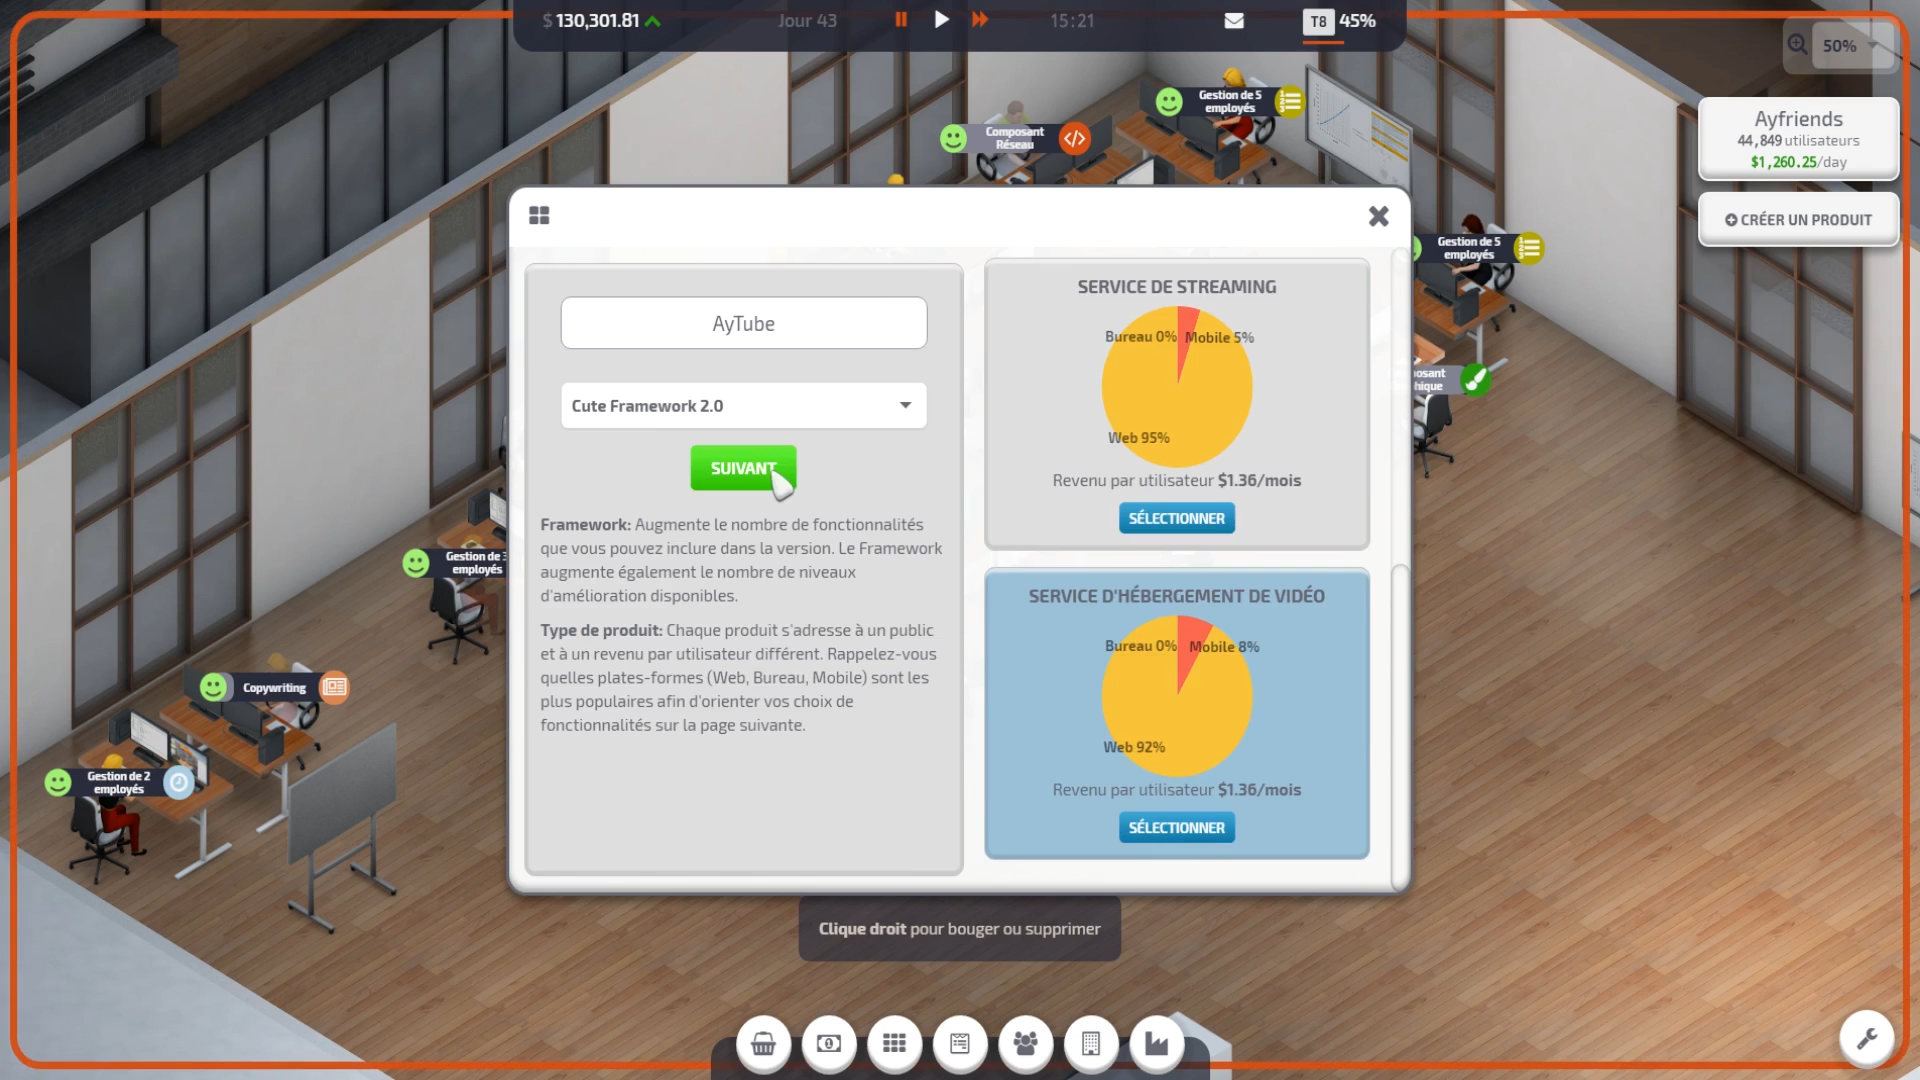 $ 130,301.81
Jour 43
15:21
T8 45%
50%
Ayfriends
44,849 utilisateurs
$1,260.25/day
CRÉER UN PRODUIT
Gestion de 5
employés
Composant
Réseau
Gestion de 5
employés
Gestion de
employés
Copywriting
Gestion de 2
employés
AyTube
Cute Framework 2.0
SUIVANT
Framework: Augmente le nombre de fonctionnalités
que vous pouvez inclure dans la version. Le Framework
augmente également le nombre de niveaux
d'amélioration disponibles.
Type de produit: Chaque produit s'adresse à un public
et à un revenu par utilisateur différent. Rappelez-vous
quelles plates-formes (Web, Bureau, Mobile) sont les
plus populaires afin d'orienter vos choix de
fonctionnalités sur la page suivante.
SERVICE DE STREAMING
Bureau 0% Mobile 5%
Web 95%
Revenu par utilisateur $1.36/mois
SÉLECTIONNER
SERVICE D'HÉBERGEMENT DE VIDÉO
Bureau 0% Mobile 8%
Web 92%
Revenu par utilisateur $1.36/mois
SÉLECTIONNER
Clique droit pour bouger ou supprimer